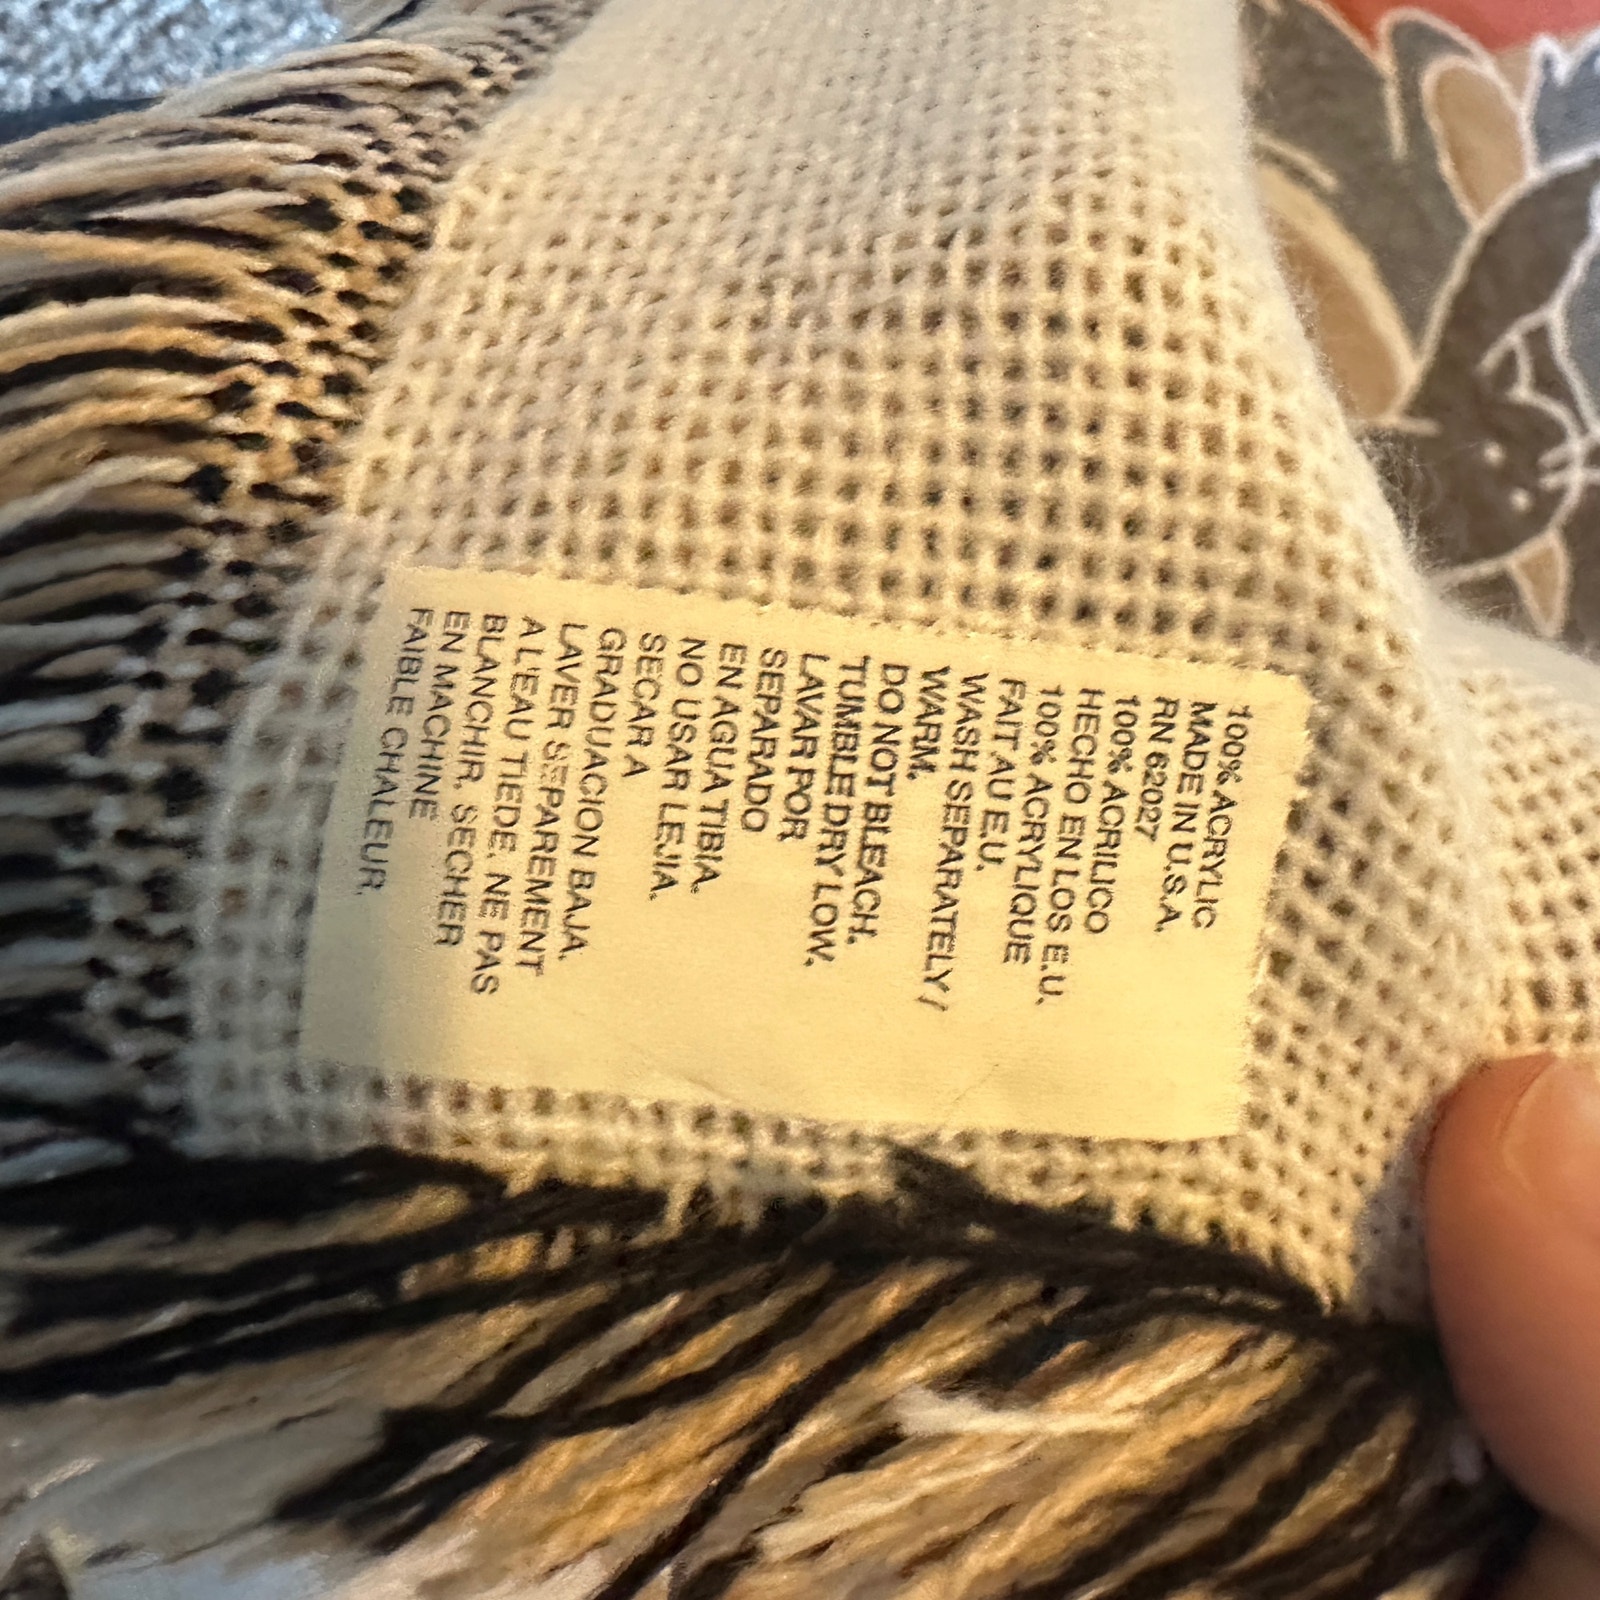 100% ACRYLIC
MADE IN U.S.A.
RN 62027
100% ACRILICO
HECHO EN LOS E.U.
100% ACRYLIQUE
FAIT AU E.U.
WASH SEPARATELY /
WARM.
DO NOT BLEACH.
TUMBLE DRY LOW.
LAVAR POR
SEPARADO
EN AGUA TIBIA.
NO USAR LEJIA.
SECAR A
GRADUACION BAJA.
LAVER SEPAREMENT
A L'EAU TIEDE. NE PAS
BLANCHIR. SECHER
EN MACHINE
FAIBLE CHALEUR.